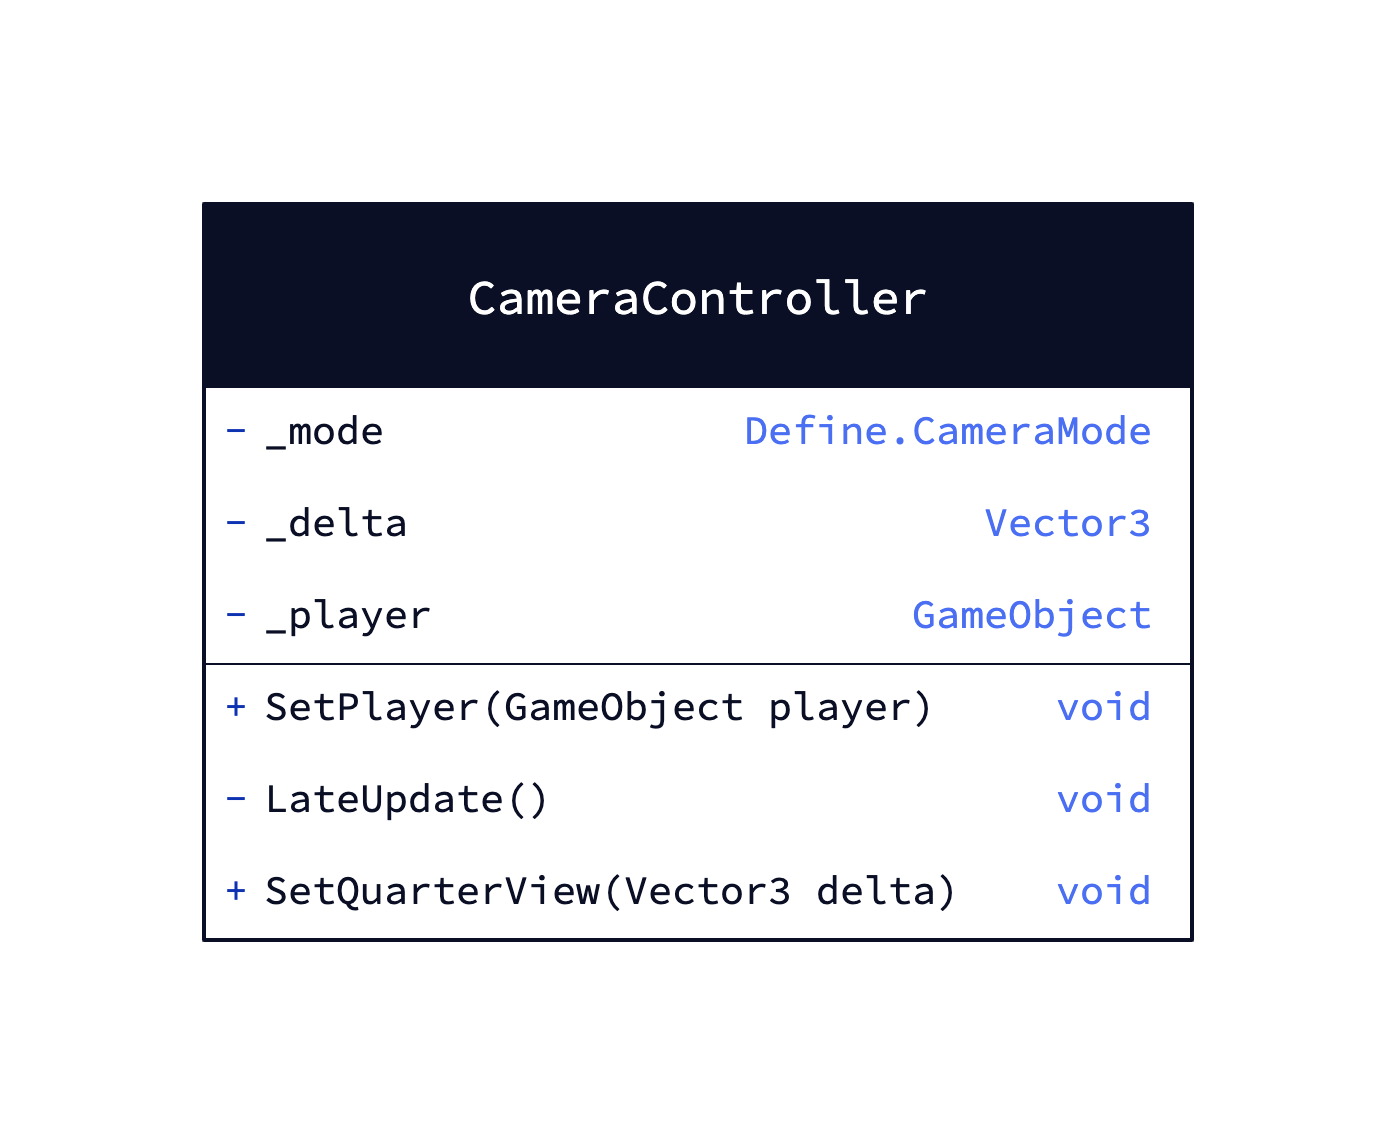 CameraController
- _mode Define.CameraMode
- _delta Vector3
- _player GameObject
+ SetPlayer(GameObject player) void
- LateUpdate() void
+ SetQuarterView(Vector3 delta) void